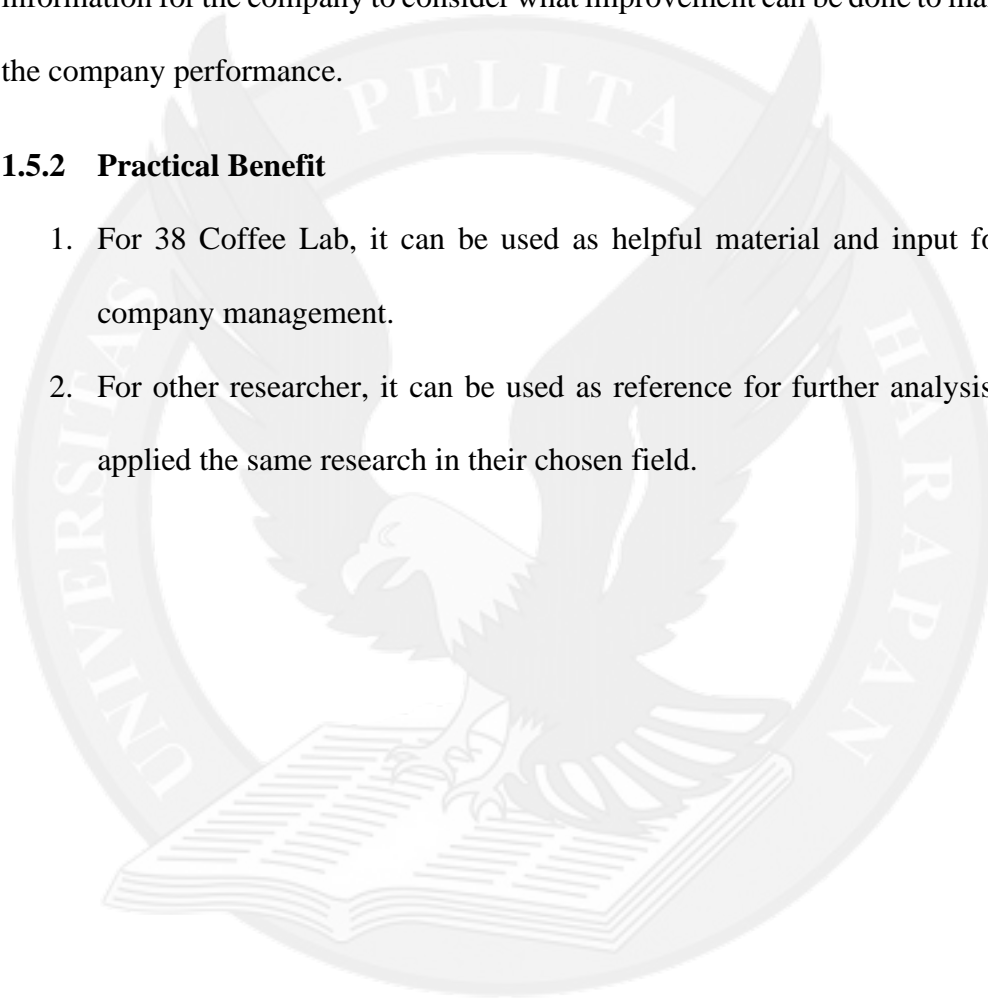 information for the company to consider what improvement can be done to
the company performance.
1.5.2 Practical Benefit
1. For 38 Coffee Lab, it can be used as helpful material and input
company management.
2. For other researcher, it can be used as reference for further analysis
applied the same research in their chosen field.
UNIVERSITAS PELITA HARAPAN